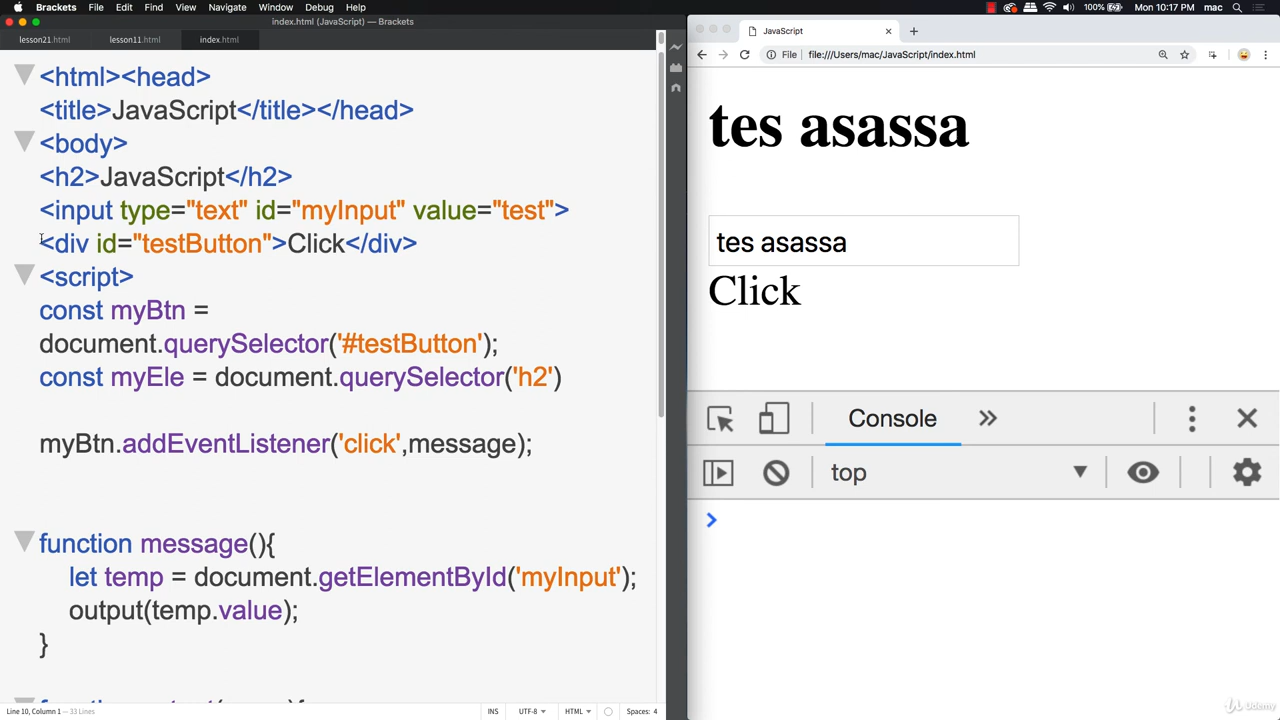 Brackets File Edit Find View Navigate Window Debug Help 100% Mon 10:17 PM mac
index.html (JavaScript) — Brackets
lesson21.html lesson11.html index.html
<html><head>
<title>JavaScript</title></head>
<body>
<h2>JavaScript</h2>
<input type="text" id="myInput" value="test">
<div id="testButton">Click</div>
<script>
const myBtn =
document.querySelector('#testButton');
const myEle = document.querySelector('h2')
myBtn.addEventListener('click',message);
function message(){
let temp = document.getElementById('myInput');
output(temp.value);
}
Line 10, Column 1 — 33 Lines INS UTF-8 HTML Spaces: 4
JavaScript
File file:///Users/mac/JavaScript/index.html
tes asassa
tes asassa
Click
Console
top
Udemy